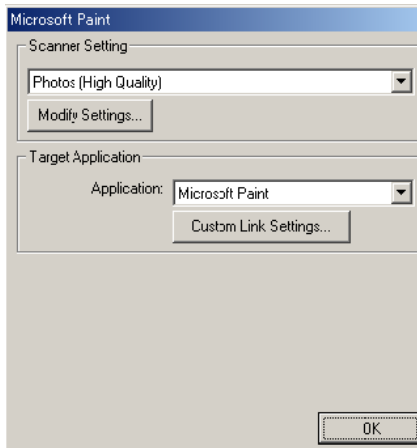 Microsoft Paint
Scanner Setting
Photos (High Quality)
Modify Settings...
Target Application
Application: Microsoft Paint
Custom Link Settings...
OK